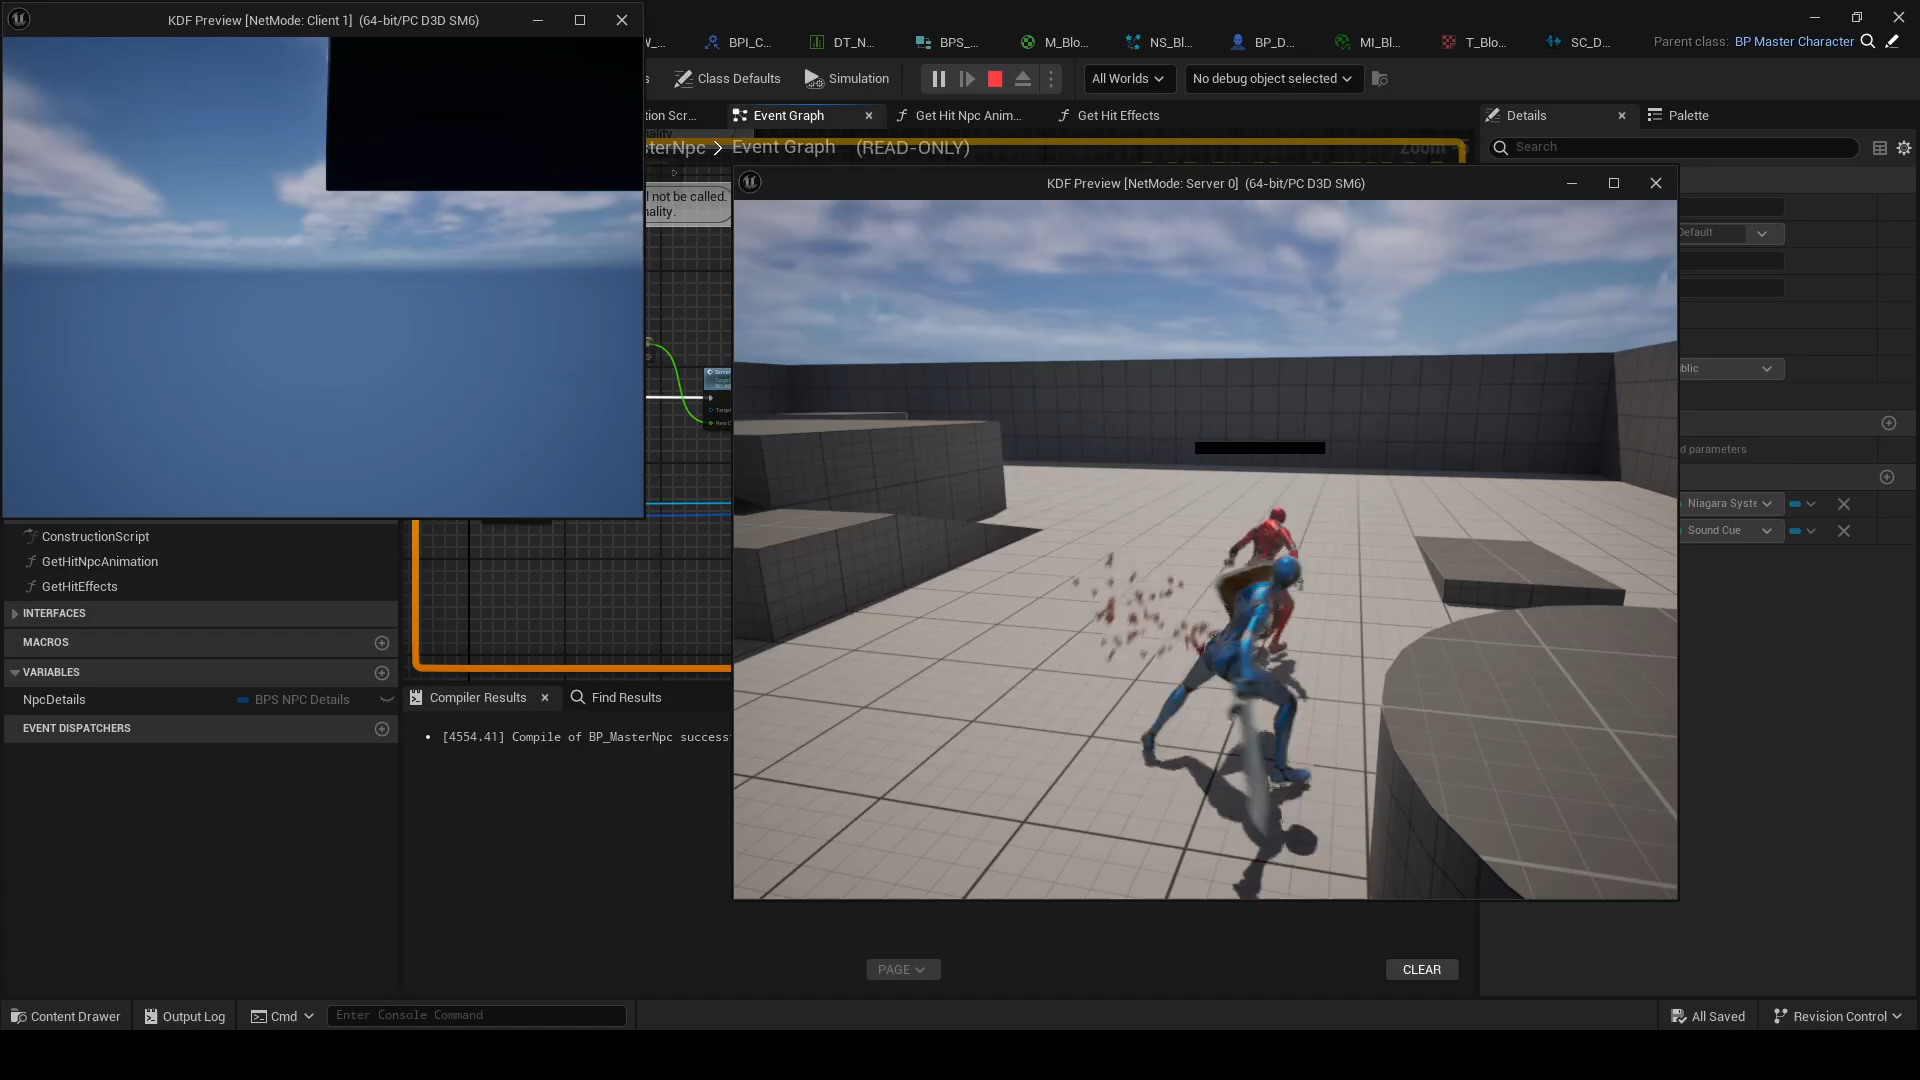 KDF Preview [NetMode: Client 1] (64-bit/PC D3D SM6)
BPI_C...
DT_N...
BPS_...
M_Blo...
NS_Bl...
BP_D...
MI_Bl...
T_Blo...
SC_D...
Parent class: BP Master Character
Class Defaults
Simulation
All Worlds
No debug object selected
tion Scr...
Event Graph
Get Hit Npc Anim...
Get Hit Effects
Details
Palette
sterNpc > Event Graph (READ-ONLY)
Search
KDF Preview [NetMode: Server 0] (64-bit/PC D3D SM6)
l not be called.
nality.
Default
blic
d parameters
Niagara Syste
Sound Cue
ConstructionScript
GetHitNpcAnimation
GetHitEffects
INTERFACES
MACROS
VARIABLES
NpcDetails
BPS NPC Details
EVENT DISPATCHERS
Compiler Results
Find Results
[4554.41] Compile of BP_MasterNpc success
PAGE
CLEAR
Content Drawer
Output Log
Cmd
Enter Console Command
All Saved
Revision Control